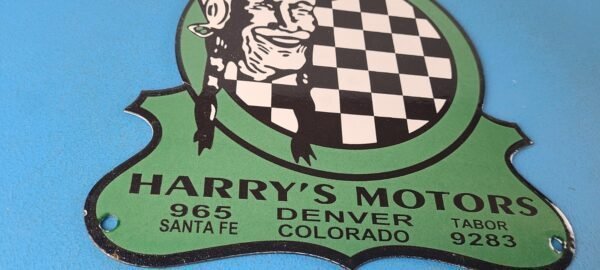 HARRY'S MOTORS
965 DENVER TABOR
SANTA FE COLORADO 9283